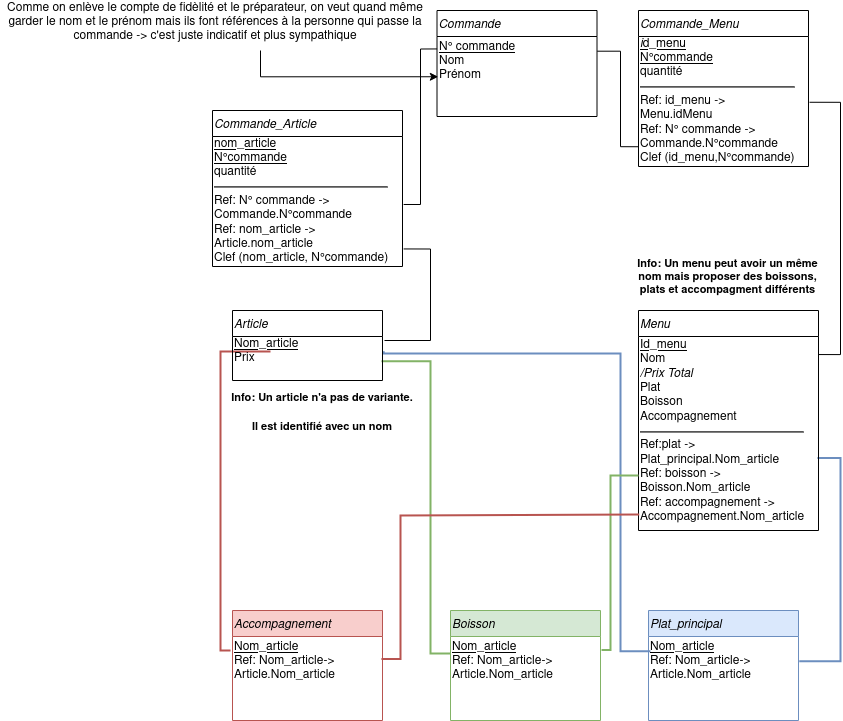 Comme on enlève le compte de fidèlité et le préparateur, on veut quand même
garder le nom et le prénom mais ils font références à la personne qui passe la
commande -> c'est juste indicatif et plus sympathique
Commande
N° commande
Nom
Prénom
Commande_Menu
id_menu
N°commande
quantité
Ref: id_menu ->
Menu.idMenu
Ref: N° commande ->
Commande.N°commande
Clef (id_menu,N°commande)
Commande_Article
nom_article
N°commande
quantité
Ref: N° commande ->
Commande.N°commande
Ref: nom_article ->
Article.nom_article
Clef (nom_article, N°commande)
Info: Un menu peut avoir un même
nom mais proposer des boissons,
plats et accompagment différents
Article
Nom_article
Prix
Info: Un article n'a pas de variante.
Il est identifié avec un nom
Menu
Id_menu
Nom
/Prix Total
Plat
Boisson
Accompagnement
Ref:plat ->
Plat_principal.Nom_article
Ref: boisson ->
Boisson.Nom_article
Ref: accompagnement ->
Accompagnement.Nom_article
Accompagnement
Nom_article
Ref: Nom_article->
Article.Nom_article
Boisson
Nom_article
Ref: Nom_article->
Article.Nom_article
Plat_principal
Nom_article
Ref: Nom_article->
Article.Nom_article